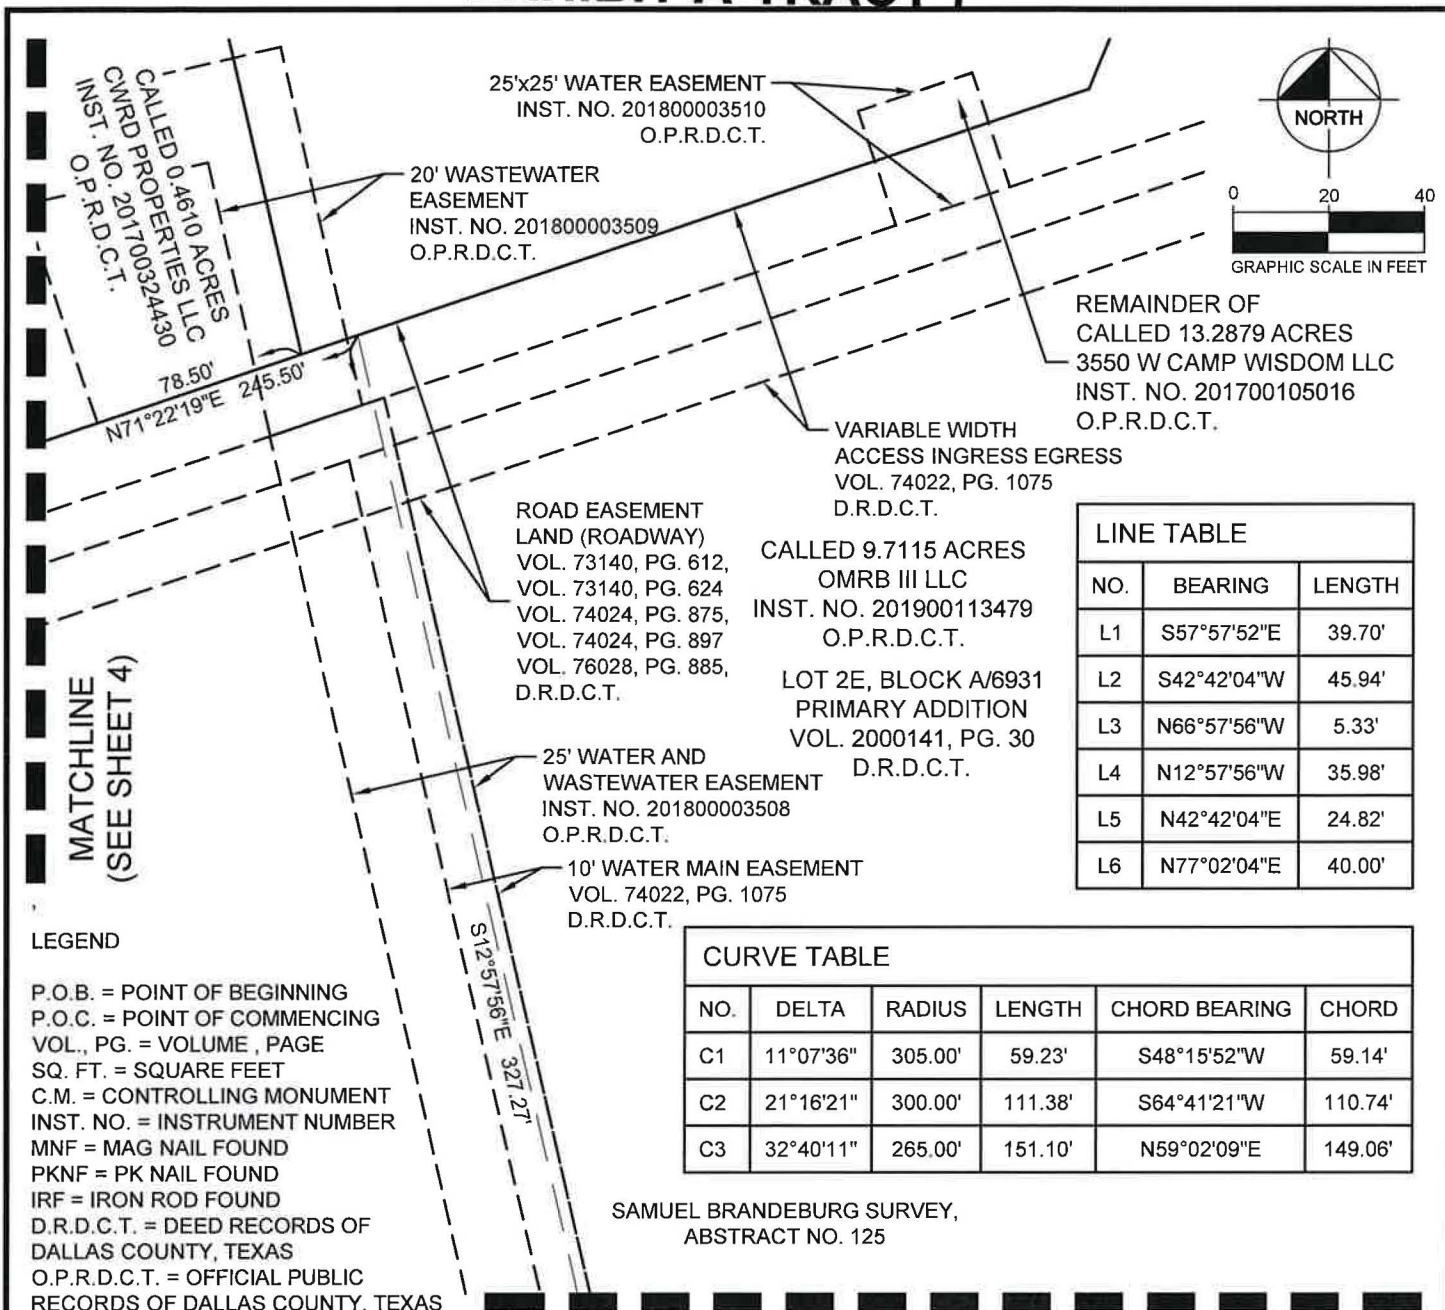 CALLED 0.4610 ACRES
CWRD PROPERTIES LLC
INST. NO. 201700324430
O.P.R.D.C.T.
25'x25' WATER EASEMENT
INST. NO. 201800003510
O.P.R.D.C.T.
20' WASTEWATER
EASEMENT
INST. NO. 201800003509
O.P.R.D.C.T.
NORTH
0 20 40
GRAPHIC SCALE IN FEET
REMAINDER OF
CALLED 13.2879 ACRES
3550 W CAMP WISDOM LLC
INST. NO. 201700105016
O.P.R.D.C.T.
78.50'
N71°22'19"E 245.50'
VARIABLE WIDTH
ACCESS INGRESS EGRESS
VOL. 74022, PG. 1075
D.R.D.C.T.
ROAD EASEMENT
LAND (ROADWAY)
VOL. 73140, PG. 612,
VOL. 73140, PG. 624
VOL. 74024, PG. 875,
VOL. 74024, PG. 897
VOL. 76028, PG. 885,
D.R.D.C.T.
CALLED 9.7115 ACRES
OMRB III LLC
INST. NO. 201900113479
O.P.R.D.C.T.
LOT 2E, BLOCK A/6931
PRIMARY ADDITION
VOL. 2000141, PG. 30
D.R.D.C.T.
MATCHLINE
(SEE SHEET 4)
25' WATER AND
WASTEWATER EASEMENT
INST. NO. 201800003508
O.P.R.D.C.T.
10' WATER MAIN EASEMENT
VOL. 74022, PG. 1075
D.R.D.C.T.
S12°57'56"E 327.27'
LINE TABLE
NO. BEARING LENGTH
L1 S57°57'52"E 39.70'
L2 S42°42'04"W 45.94'
L3 N66°57'56"W 5.33'
L4 N12°57'56"W 35.98'
L5 N42°42'04"E 24.82'
L6 N77°02'04"E 40.00'
CURVE TABLE
NO. DELTA RADIUS LENGTH CHORD BEARING CHORD
C1 11°07'36" 305.00' 59.23' S48°15'52"W 59.14'
C2 21°16'21" 300.00' 111.38' S64°41'21"W 110.74'
C3 32°40'11" 265.00' 151.10' N59°02'09"E 149.06'
LEGEND
P.O.B. = POINT OF BEGINNING
P.O.C. = POINT OF COMMENCING
VOL., PG. = VOLUME , PAGE
SQ. FT. = SQUARE FEET
C.M. = CONTROLLING MONUMENT
INST. NO. = INSTRUMENT NUMBER
MNF = MAG NAIL FOUND
PKNF = PK NAIL FOUND
IRF = IRON ROD FOUND
D.R.D.C.T. = DEED RECORDS OF
DALLAS COUNTY, TEXAS
O.P.R.D.C.T. = OFFICIAL PUBLIC
RECORDS OF DALLAS COUNTY, TEXAS
SAMUEL BRANDEBURG SURVEY,
ABSTRACT NO. 125